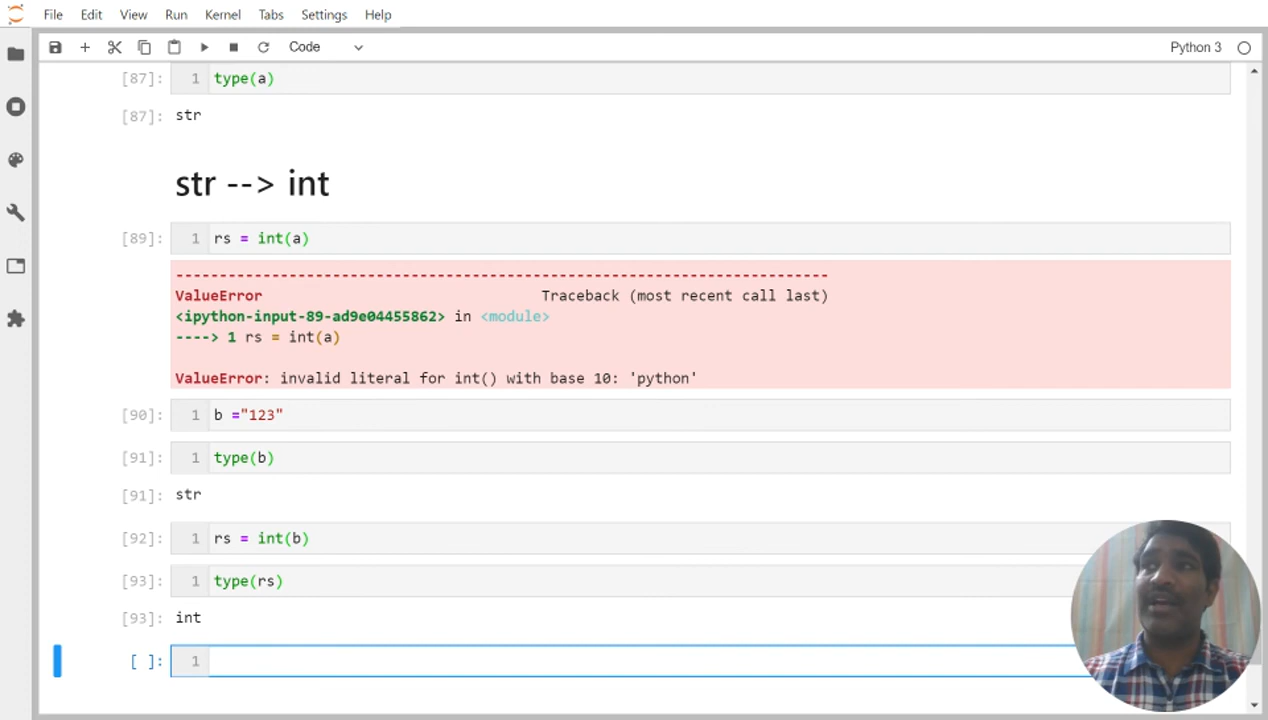 File Edit View Run Kernel Tabs Settings Help
Code
Python 3
[87]: 1 type(a)
[87]: str
str --> int
[89]: 1 rs = int(a)
---------------------------------------------------------------------------
ValueError Traceback (most recent call last)
<ipython-input-89-ad9e04455862> in <module>
----> 1 rs = int(a)
ValueError: invalid literal for int() with base 10: 'python'
[90]: 1 b ="123"
[91]: 1 type(b)
[91]: str
[92]: 1 rs = int(b)
[93]: 1 type(rs)
[93]: int
[ ]: 1